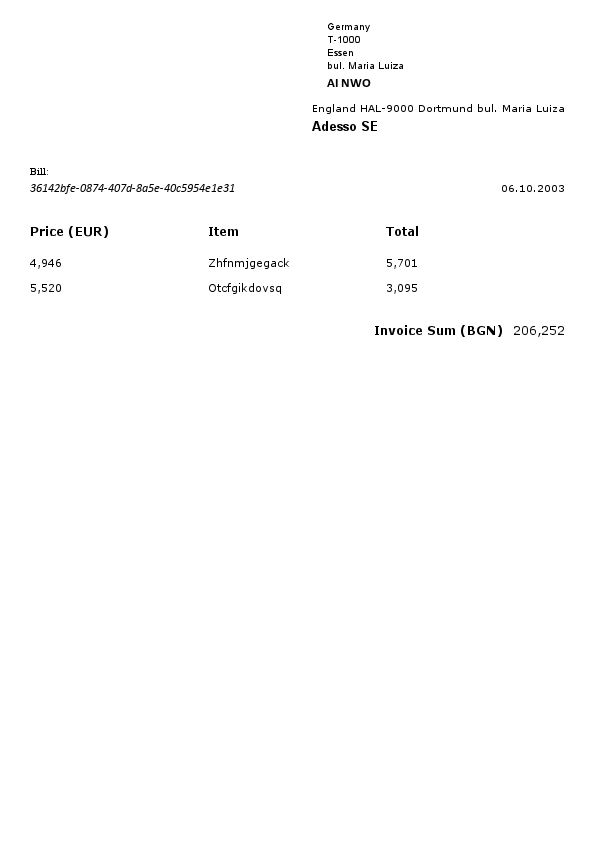 Germany
T-1000
Essen
bul. Maria Luiza
AI NWO
England HAL-9000 Dortmund bul. Maria Luiza
Adesso SE
Bill:
36142bfe-0874-407d-8a5e-40c5954e1e31 06.10.2003
Price (EUR) Item Total
4,946 Zhfnmjgegack 5,701
5,520 Otcfgikdovsq 3,095
Invoice Sum (BGN) 206,252